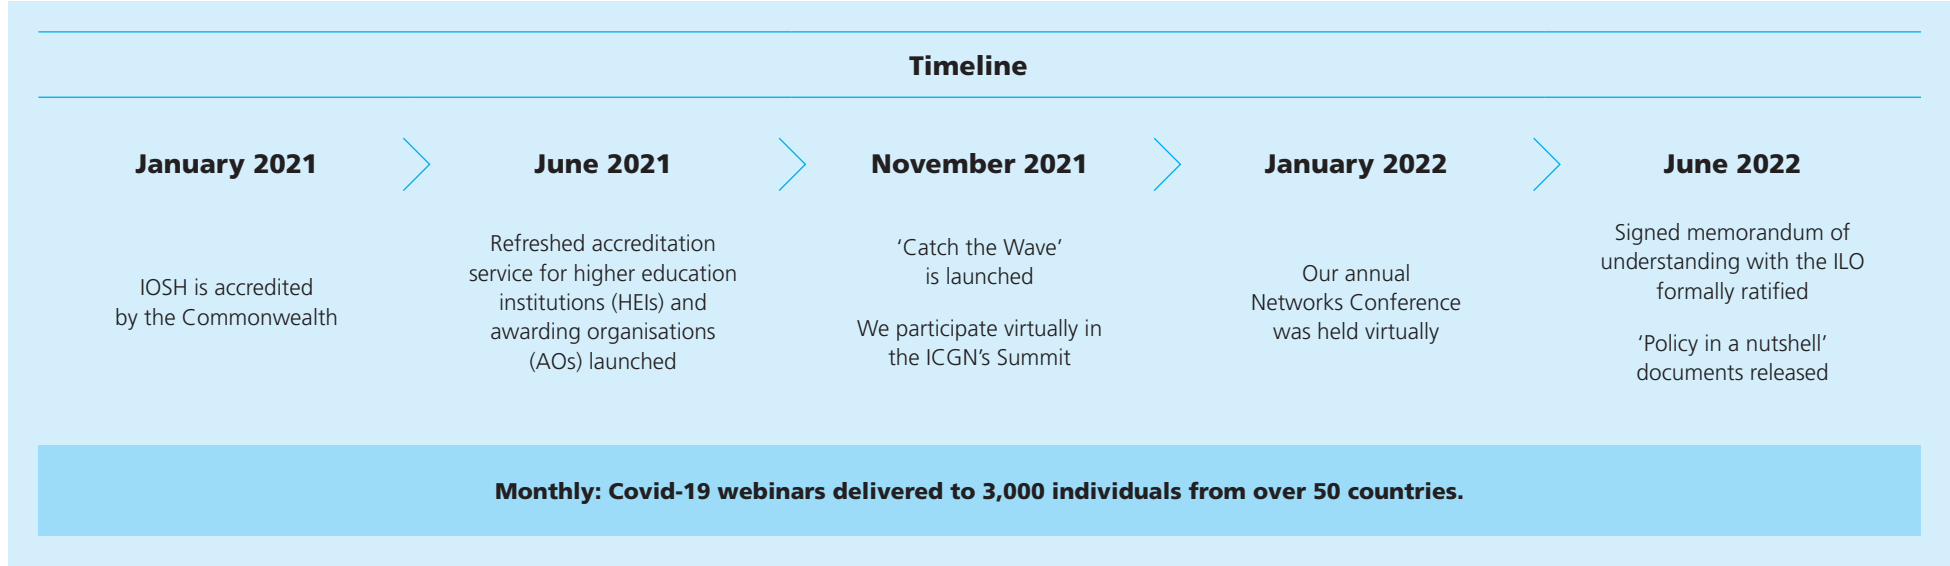 Timeline
January 2021
IOSH is accredited
by the Commonwealth
June 2021
Refreshed accreditation
service for higher education
institutions (HEIs) and
awarding organisations
(AOs) launched
November 2021
‘Catch the Wave’
is launched
We participate virtually in
the ICGN’s Summit
January 2022
Our annual
Networks Conference
was held virtually
June 2022
Signed memorandum of
understanding with the ILO
formally ratified
‘Policy in a nutshell’
documents released
Monthly: Covid-19 webinars delivered to 3,000 individuals from over 50 countries.